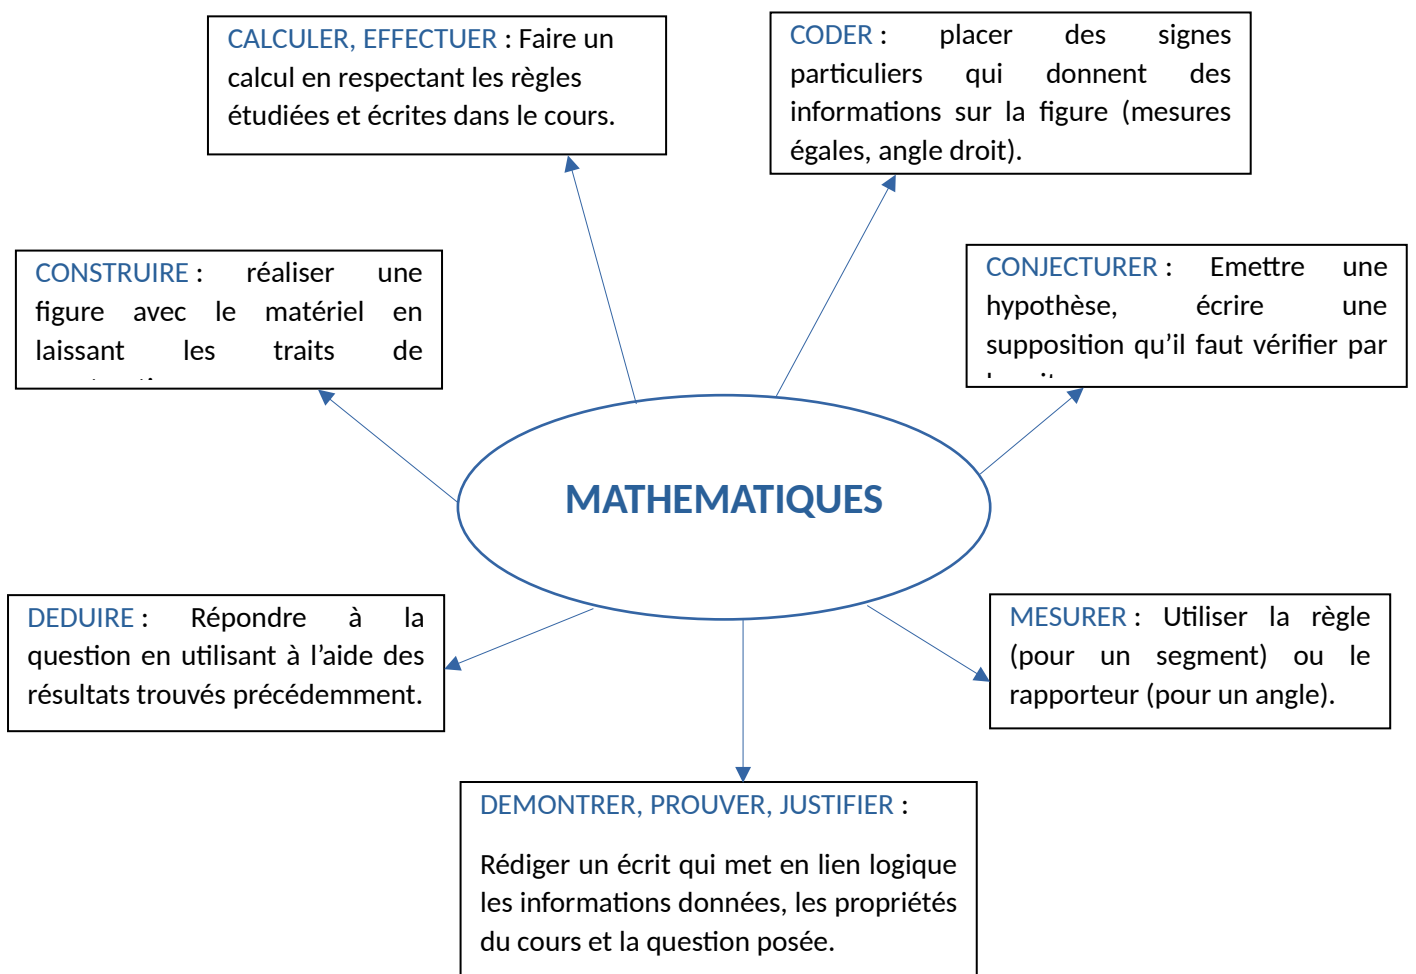 CALCULER, EFFECTUER : Faire un
calcul en respectant les règles
étudiées et écrites dans le cours.
CODER : placer des signes
particuliers qui donnent des
informations sur la figure (mesures
égales, angle droit).
CONSTRUIRE : réaliser une
figure avec le matériel en
laissant les traits de
CONJECTURER : Emettre une
hypothèse, écrire une
supposition qu’il faut vérifier par
MATHEMATIQUES
DEDUIRE : Répondre à la
question en utilisant à l’aide des
résultats trouvés précédemment.
MESURER : Utiliser la règle
(pour un segment) ou le
rapporteur (pour un angle).
DEMONTRER, PROUVER, JUSTIFIER :
Rédiger un écrit qui met en lien logique
les informations données, les propriétés
du cours et la question posée.